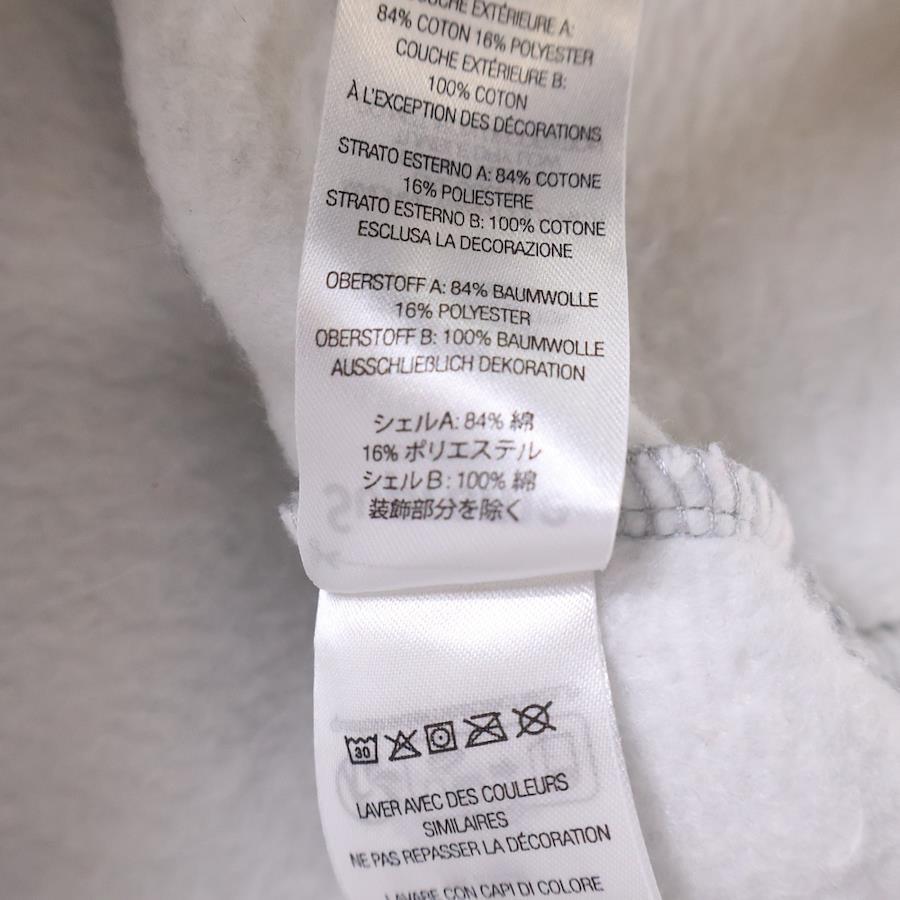 COUCHE EXTÉRIEURE A:
84% COTON 16% POLYESTER
COUCHE EXTÉRIEURE B:
100% COTON
À L'EXCEPTION DES DÉCORATIONS
STRATO ESTERNO A: 84% COTONE
16% POLIESTERE
STRATO ESTERNO B: 100% COTONE
ESCLUSA LA DECORAZIONE
OBERSTOFF A: 84% BAUMWOLLE
16% POLYESTER
OBERSTOFF B: 100% BAUMWOLLE
AUSSCHLIEßLICH DEKORATION
シェルA: 84% 綿
16% ポリエステル
シェル B: 100% 綿
装飾部分を除く
30
LAVER AVEC DES COULEURS
SIMILAIRES
NE PAS REPASSER LA DÉCORATION
LAVARE CON CAPI DI COLORE